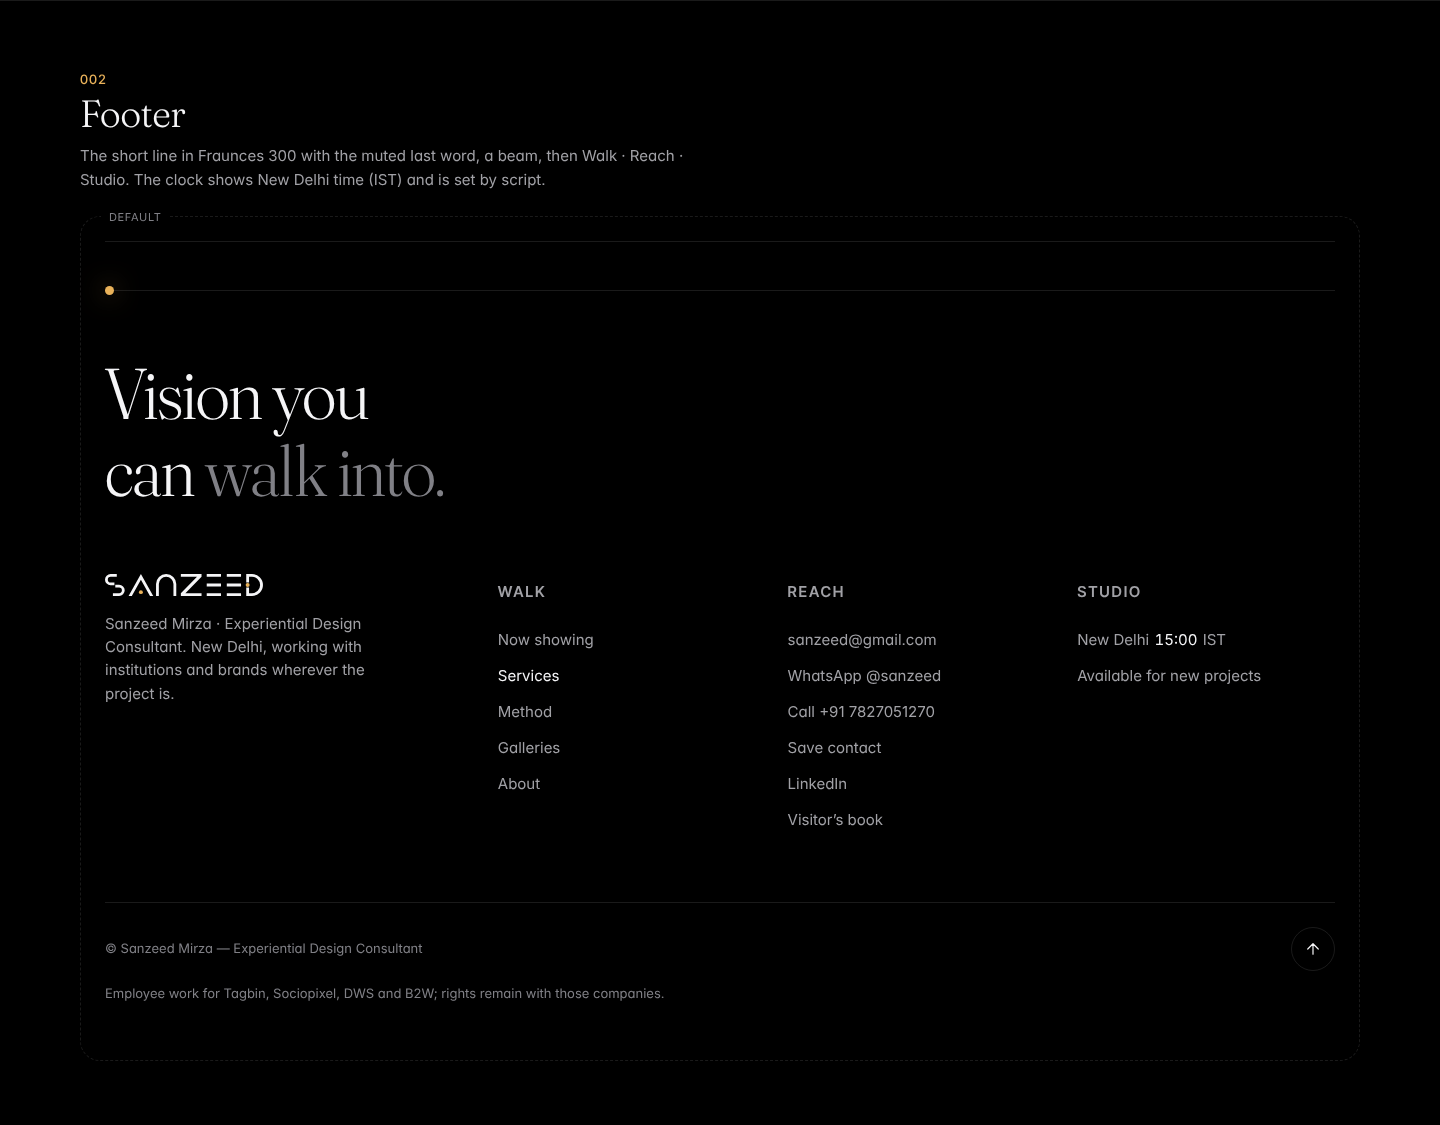 002
Footer
The short line in Fraunces 300 with the muted last word, a beam, then Walk · Reach ·
Studio. The clock shows New Delhi time (IST) and is set by script.
DEFAULT
Vision you
can walk into.
SANZEED
Sanzeed Mirza · Experiential Design
Consultant. New Delhi, working with
institutions and brands wherever the
project is.
WALK
Now showing
Services
Method
Galleries
About
REACH
sanzeed@gmail.com
WhatsApp @sanzeed
Call +91 7827051270
Save contact
LinkedIn
Visitor’s book
STUDIO
New Delhi 15:00 IST
Available for new projects
© Sanzeed Mirza — Experiential Design Consultant
Employee work for Tagbin, Sociopixel, DWS and B2W; rights remain with those companies.